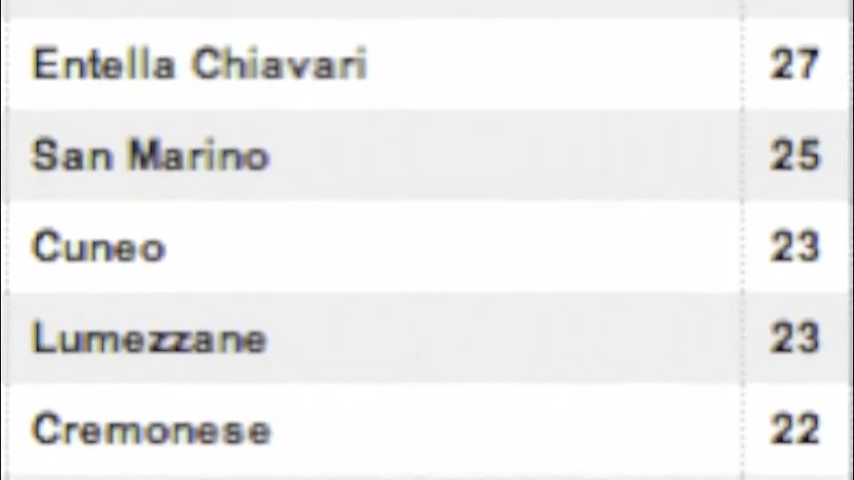 Entella Chiavari 27
San Marino 25
Cuneo 23
Lumezzane 23
Cremonese 22